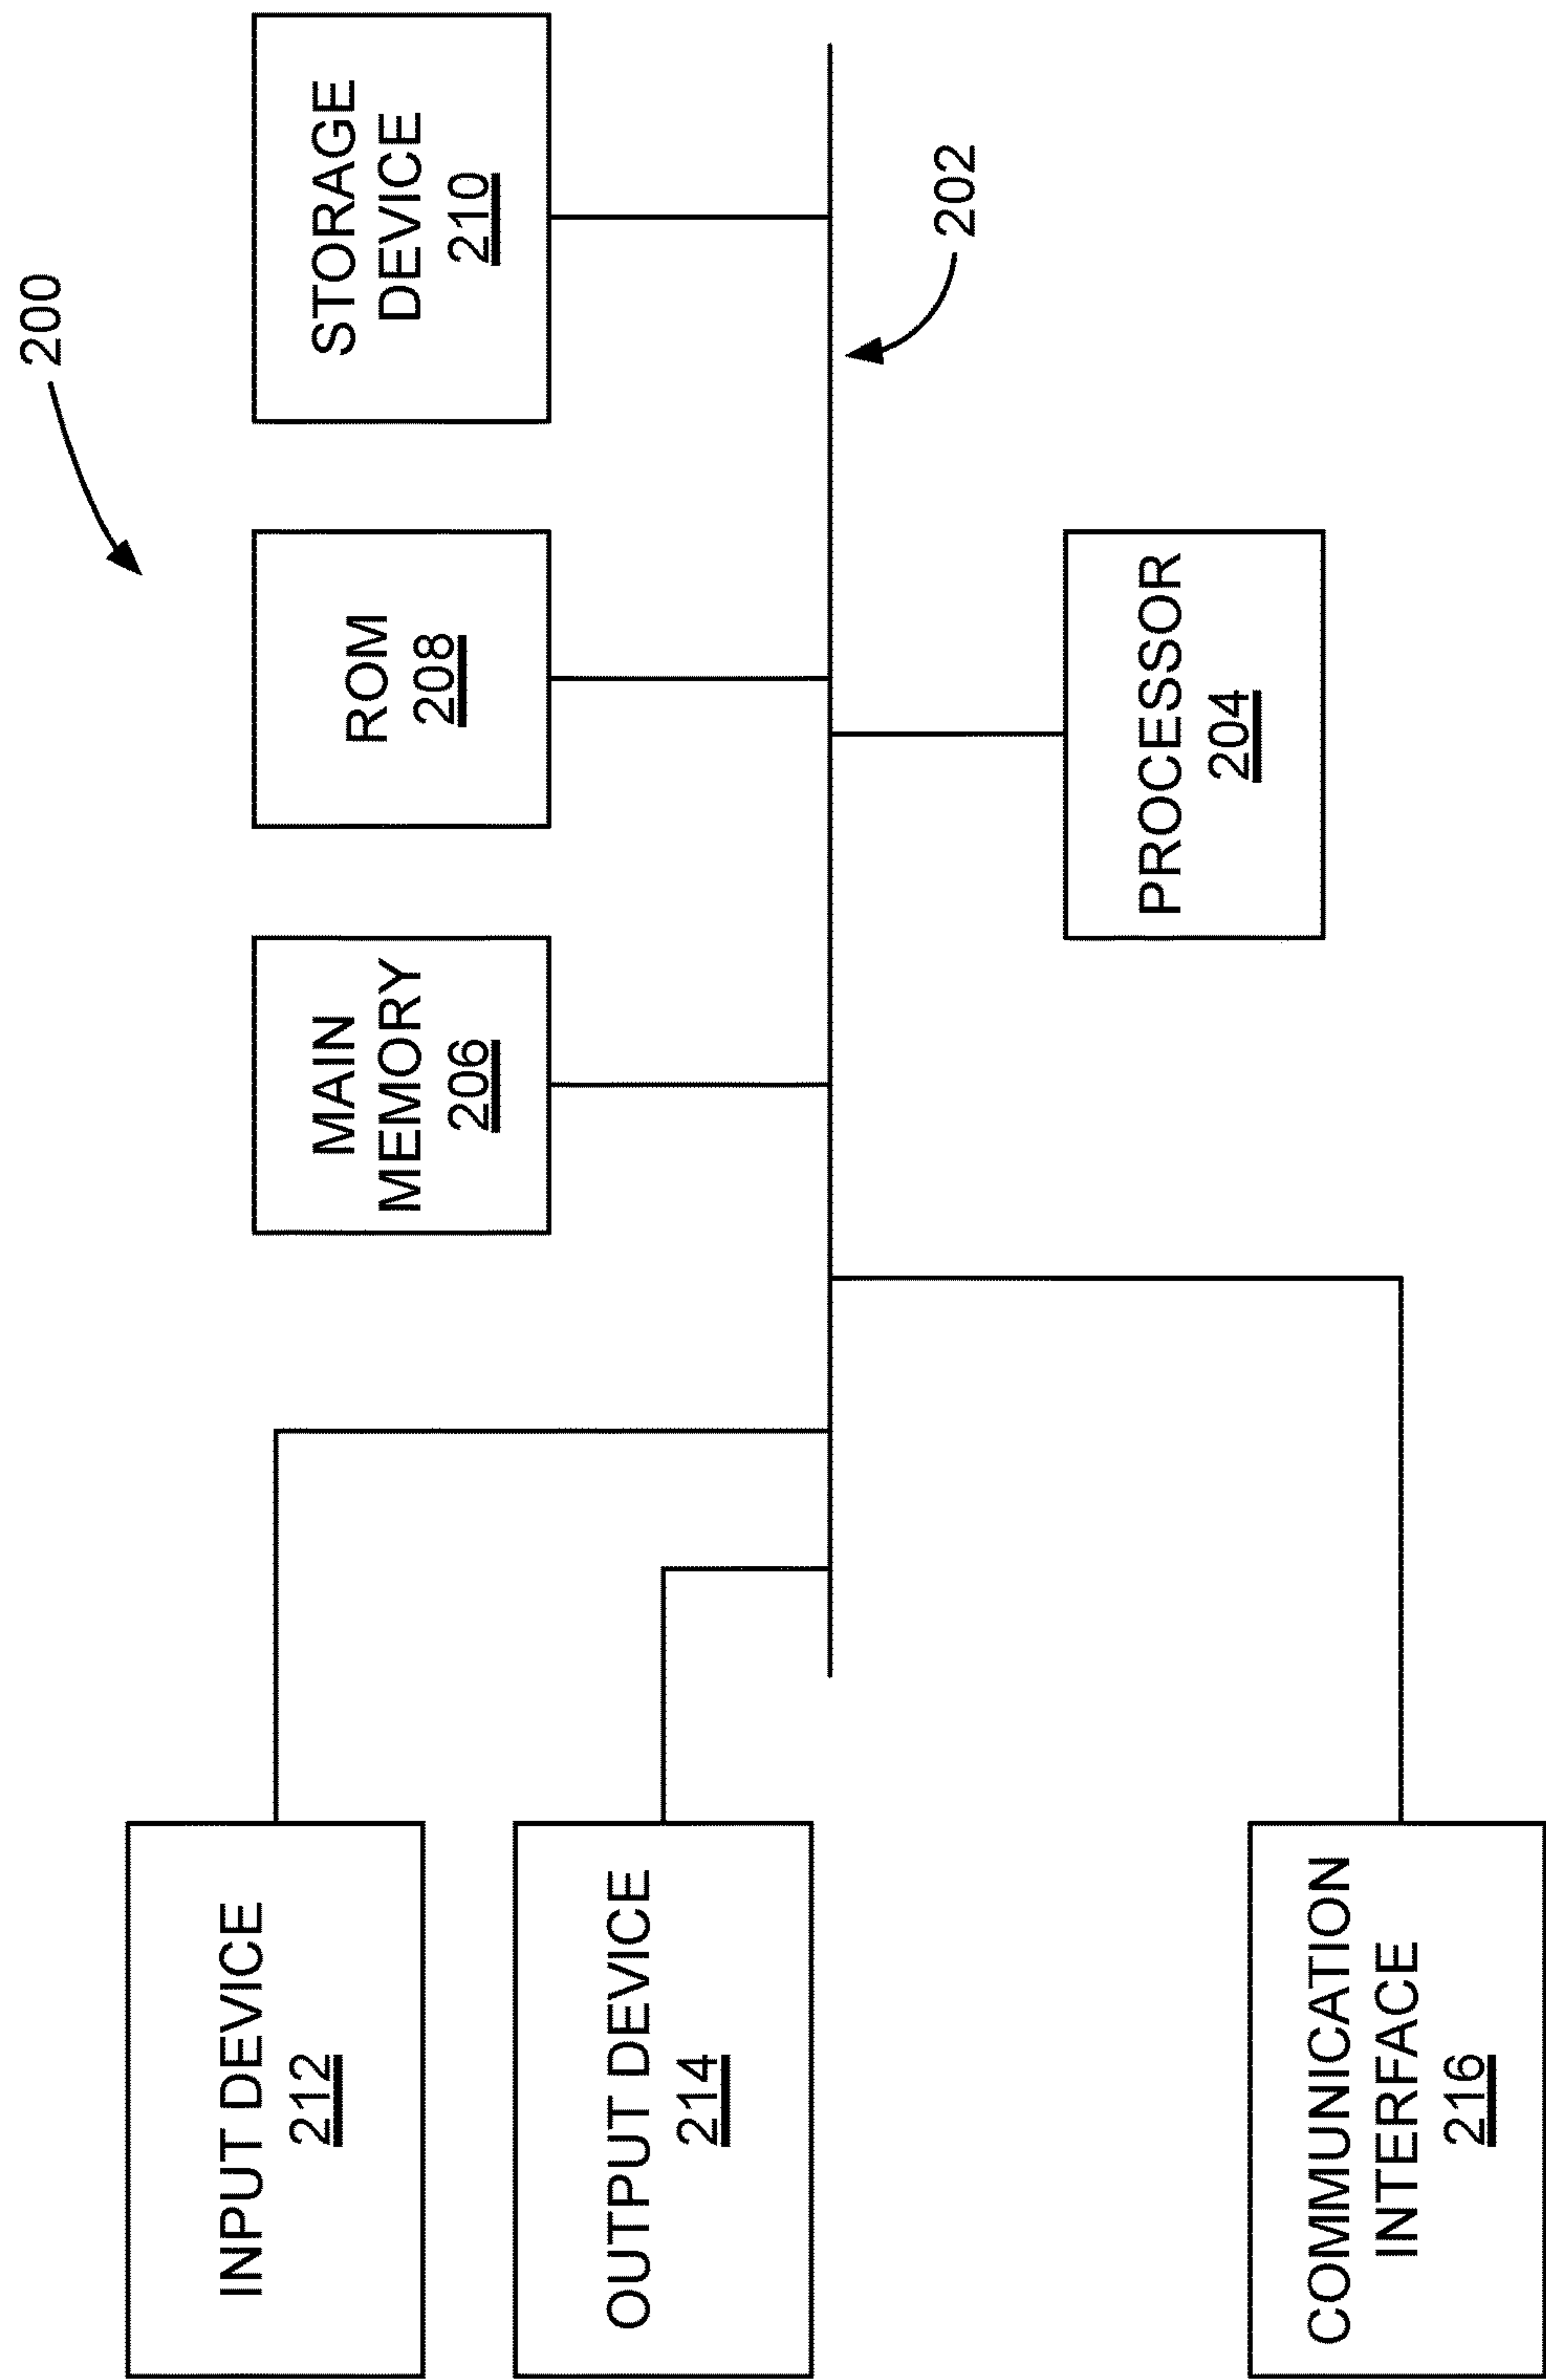 200
INPUT DEVICE
212
MAIN
MEMORY
206
ROM
208
STORAGE
DEVICE
210
OUTPUT DEVICE
214
202
PROCESSOR
204
COMMUNICATION
INTERFACE
216